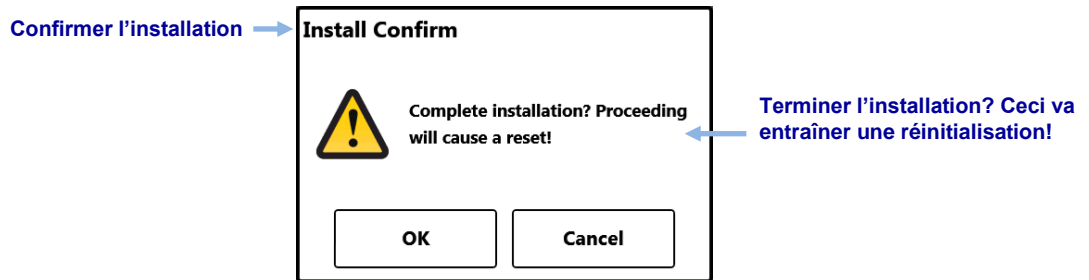 Confirmer l’installation
Install Confirm
Complete installation? Proceeding
will cause a reset!
Terminer l’installation? Ceci va
entraîner une réinitialisation!
OK
Cancel